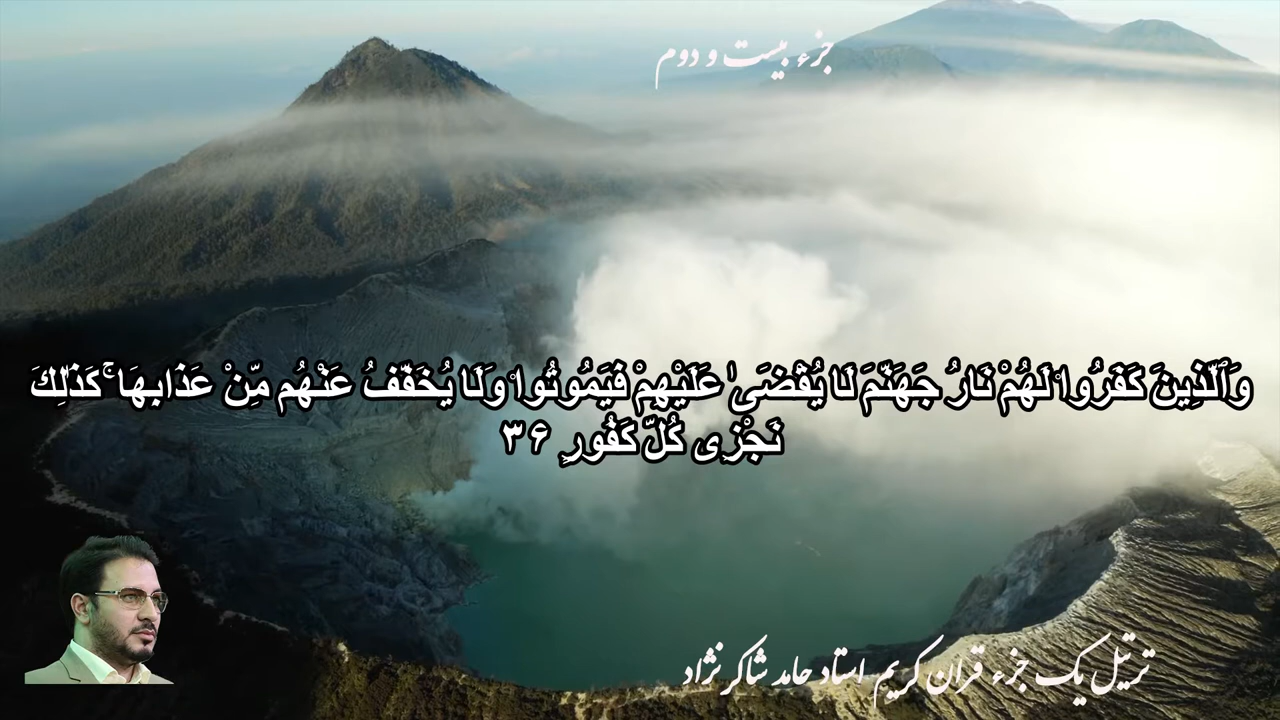 جزء بیست و دوم
وَٱلَّذِينَ كَفَرُوا۟ لَهُمْ نَارُ جَهَنَّمَ لَا يُقْضَىٰ عَلَيْهِمْ فَيَمُوتُوا۟ وَلَا يُخَفَّفُ عَنْهُم مِّنْ عَذَابِهَا ۚ كَذَٰلِكَ
نَجْزِى كُلَّ كَفُورٍ ۳۶
ترتیل یک جزء قران کریم استاد حامد شاکرنژاد